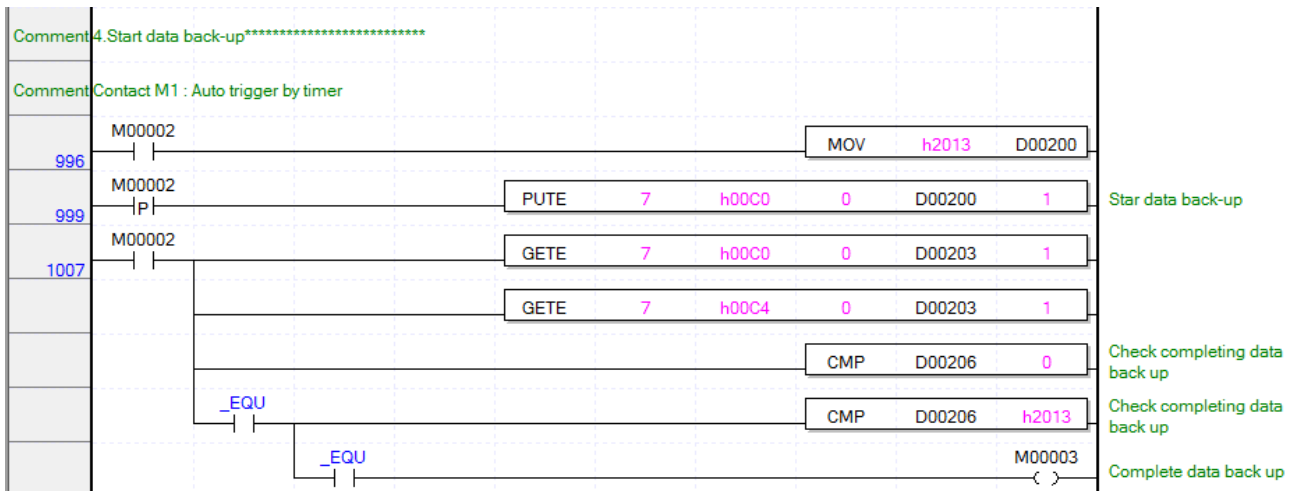 Comment 4.Start data back-up**************************
Comment Contact M1 : Auto trigger by timer
M00002
996 MOV h2013 D00200
M00002
999 P PUTE 7 h00C0 0 D00200 1 Star data back-up
M00002
1007 GETE 7 h00C0 0 D00203 1
GETE 7 h00C4 0 D00203 1
CMP D00206 0 Check completing data
back up
_EQU
CMP D00206 h2013 Check completing data
back up
_EQU M00003
Complete data back up